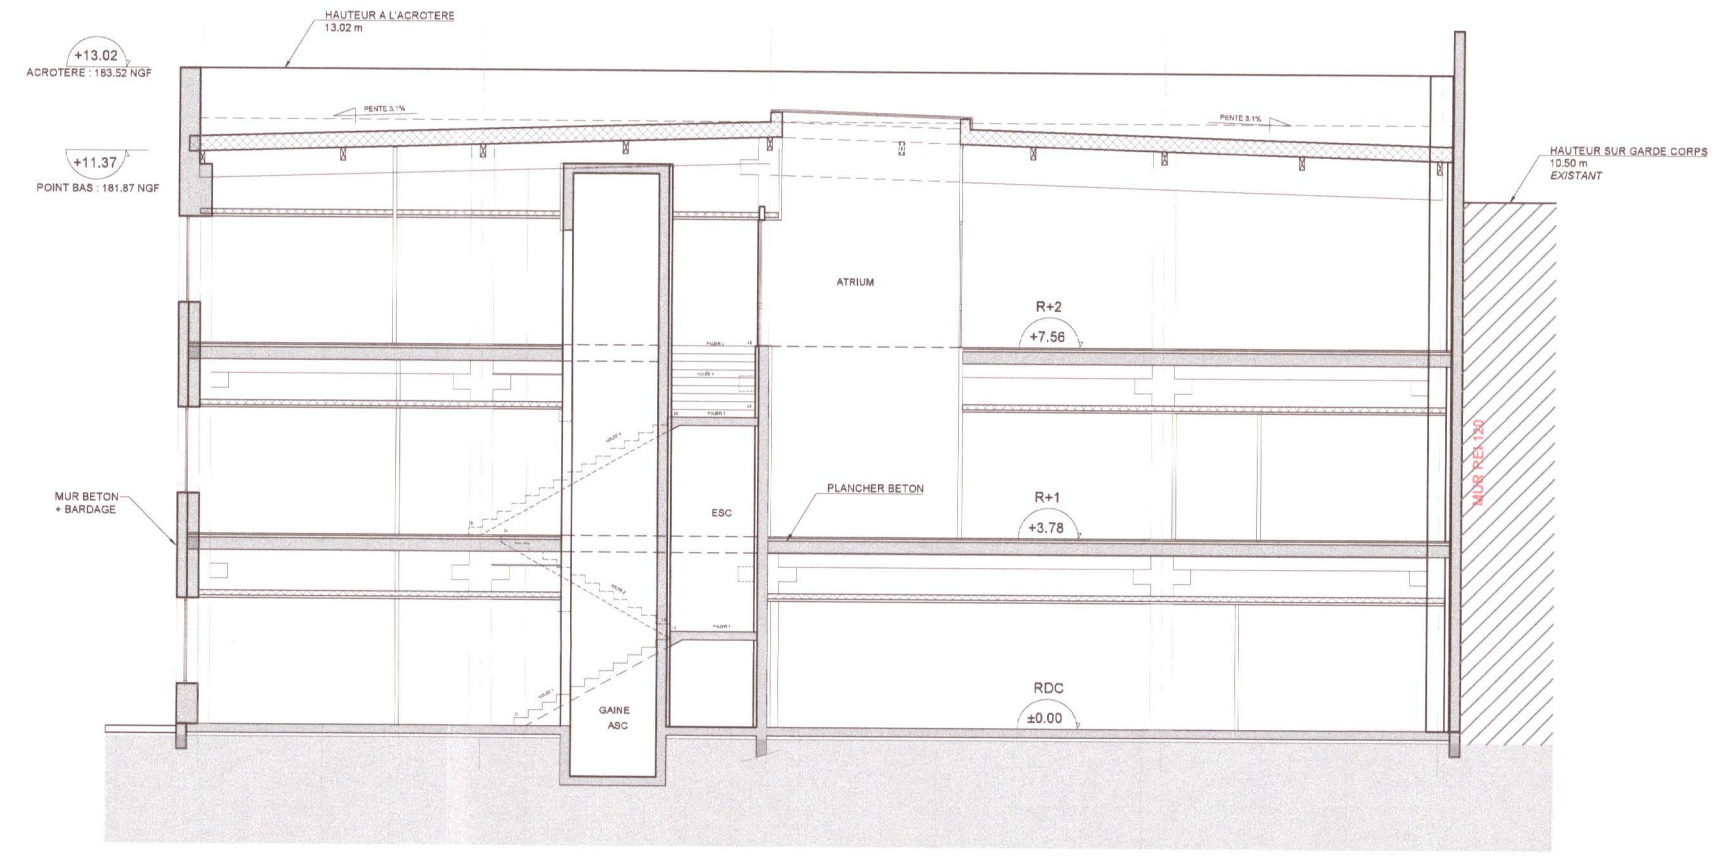 HAUTEUR A L'ACROTERE
13.02 m
+13.02
ACROTERE : 183.52 NGF
PENTE 3.1%
PENTE 3.1%
+11.37
POINT BAS : 181.87 NGF
HAUTEUR SUR GARDE CORPS
10.50 m
EXISTANT
ATRIUM
R+2
+7.56
MUR REI 120
MUR BETON
+ BARDAGE
PLANCHER BETON
R+1
+3.78
ESC
RDC
±0.00
GAINE
ASC